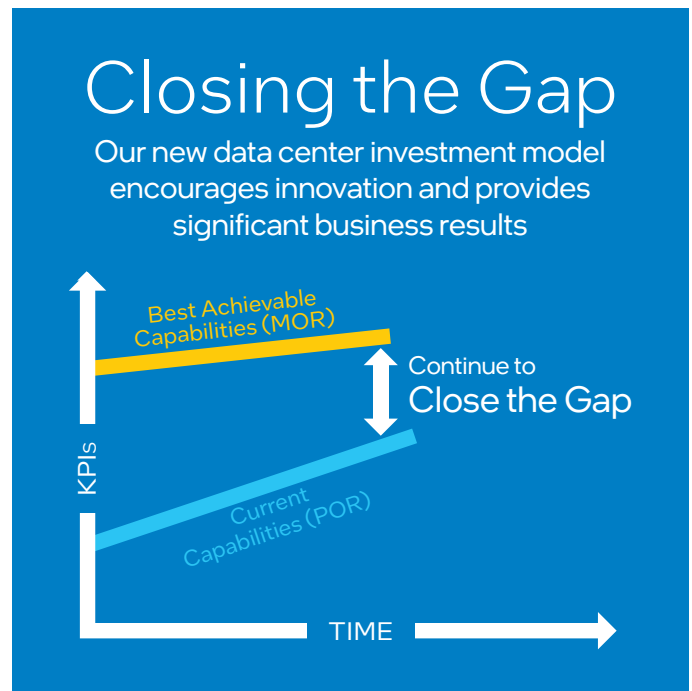 Closing the Gap
Our new data center investment model
encourages innovation and provides
significant business results
Best Achievable
Capabilities (MOR)
Continue to
Close the Gap
KPIs
Current
Capabilities (POR)
TIME